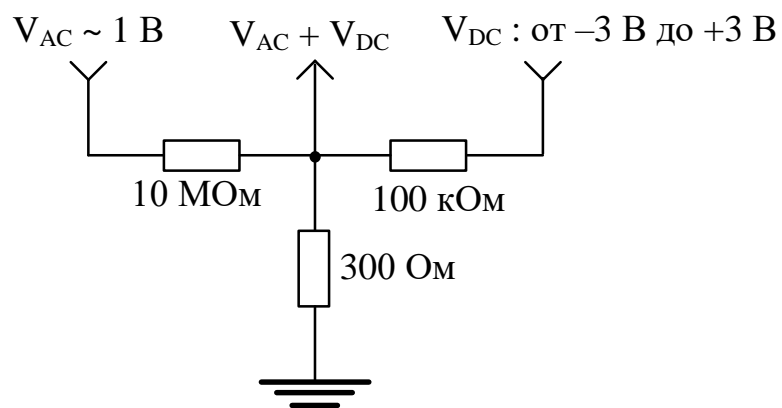 V_AC ~ 1 В
V_AC + V_DC
V_DC : от –3 В до +3 В
10 МОм
100 кОм
300 Ом